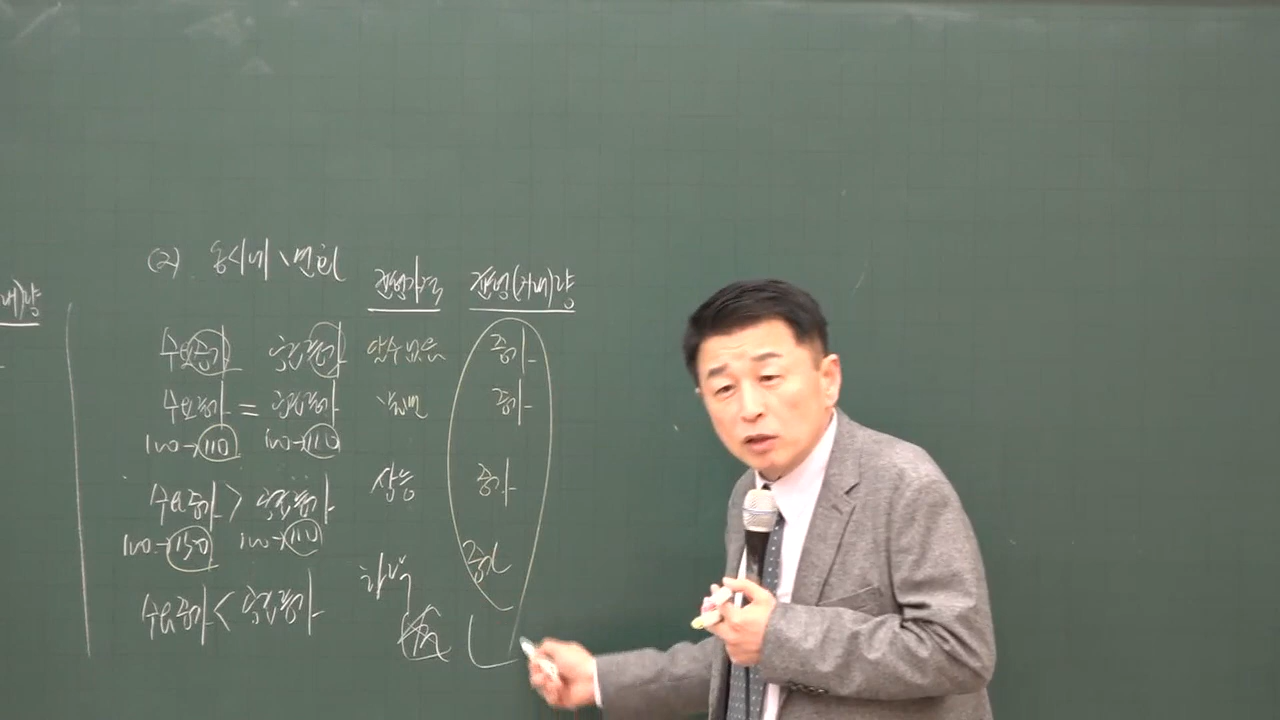 래)량
(2) 동시에 변화
균형가격 균형(거래)량
수요증가 공급증가 알수없음 증가
수요증가 = 공급증가 불변 증가
100→110 100→110
수요증가 > 공급증가 상승 증가
100→150 100→110
수요증가 < 공급증가 하락 증가